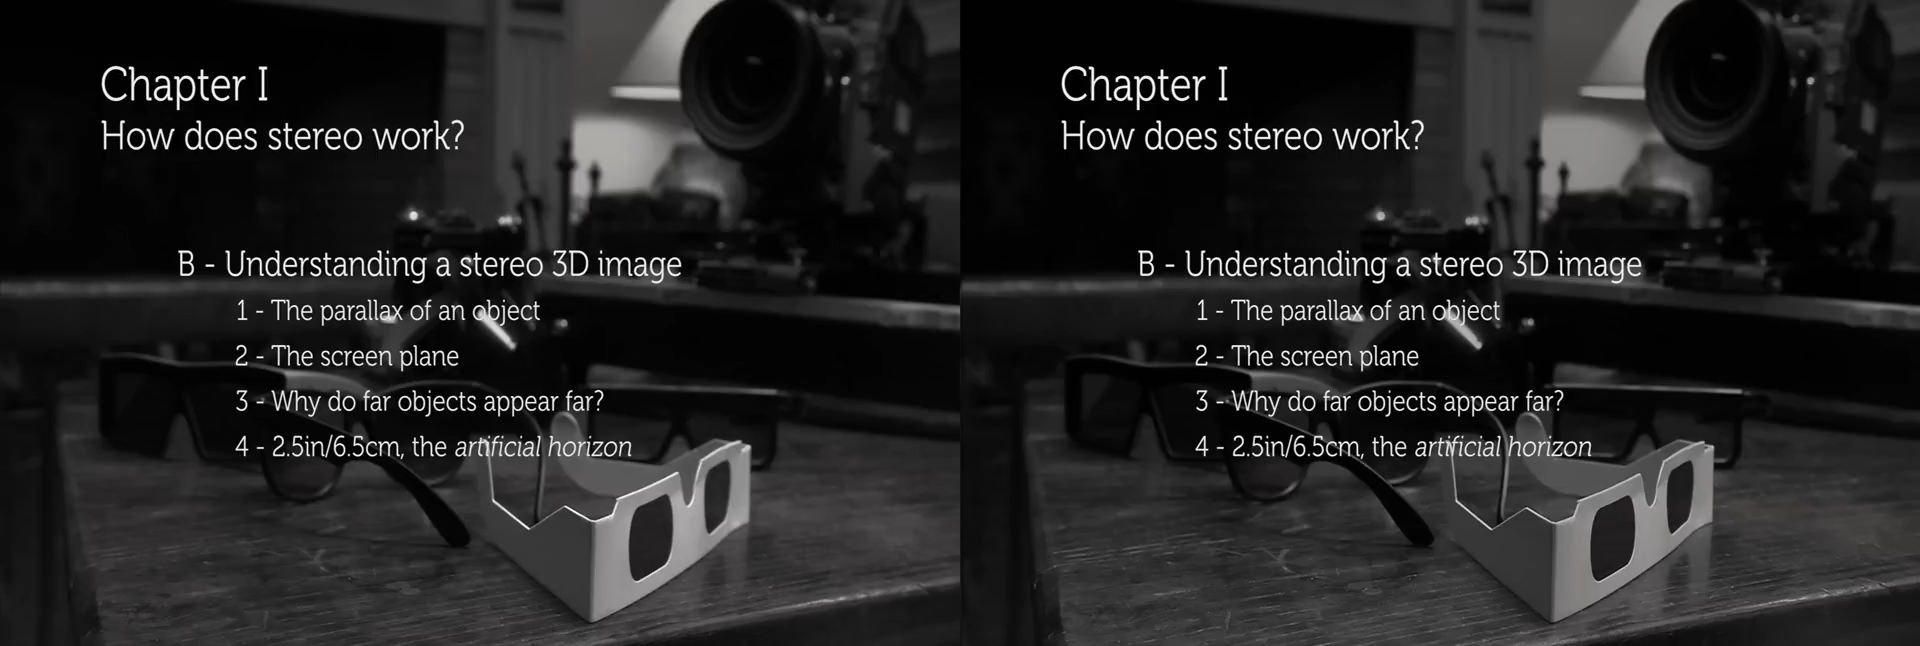 Chapter I
How does stereo work?
B - Understanding a stereo 3D image
1 - The parallax of an object
2 - The screen plane
3 - Why do far objects appear far?
4 - 2.5in/6.5cm, the artificial horizon
Chapter I
How does stereo work?
B - Understanding a stereo 3D image
1 - The parallax of an object
2 - The screen plane
3 - Why do far objects appear far?
4 - 2.5in/6.5cm, the artificial horizon